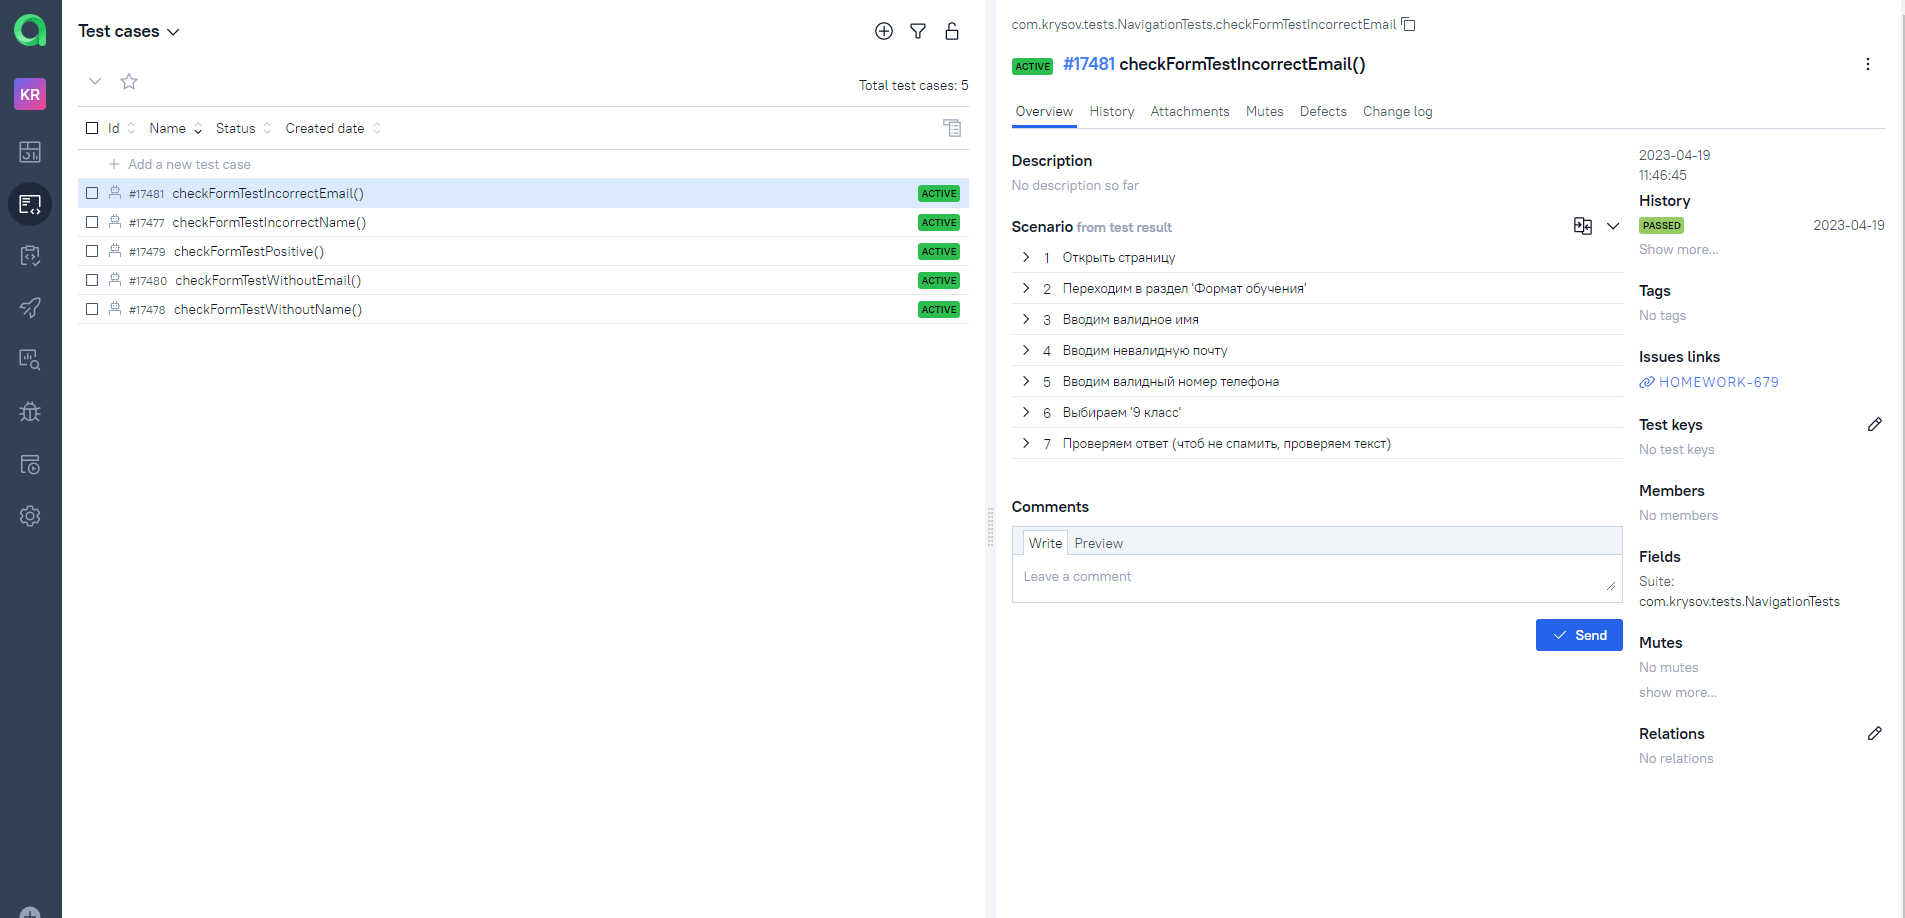 KR
Test cases
Total test cases: 5
Id Name Status Created date
Add a new test case
#17481 checkFormTestIncorrectEmail() ACTIVE
#17477 checkFormTestIncorrectName() ACTIVE
#17479 checkFormTestPositive() ACTIVE
#17480 checkFormTestWithoutEmail() ACTIVE
#17478 checkFormTestWithoutName() ACTIVE
com.krysov.tests.NavigationTests.checkFormTestIncorrectEmail
ACTIVE #17481 checkFormTestIncorrectEmail()
Overview History Attachments Mutes Defects Change log
Description
No description so far
Scenario from test result
1 Открыть страницу
2 Переходим в раздел 'Формат обучения'
3 Вводим валидное имя
4 Вводим невалидную почту
5 Вводим валидный номер телефона
6 Выбираем '9 класс'
7 Проверяем ответ (чтоб не спамить, проверяем текст)
Comments
Write Preview
Leave a comment
Send
2023-04-19
11:46:45
History
PASSED 2023-04-19
Show more...
Tags
No tags
Issues links
HOMEWORK-679
Test keys
No test keys
Members
No members
Fields
Suite:
com.krysov.tests.NavigationTests
Mutes
No mutes
show more...
Relations
No relations